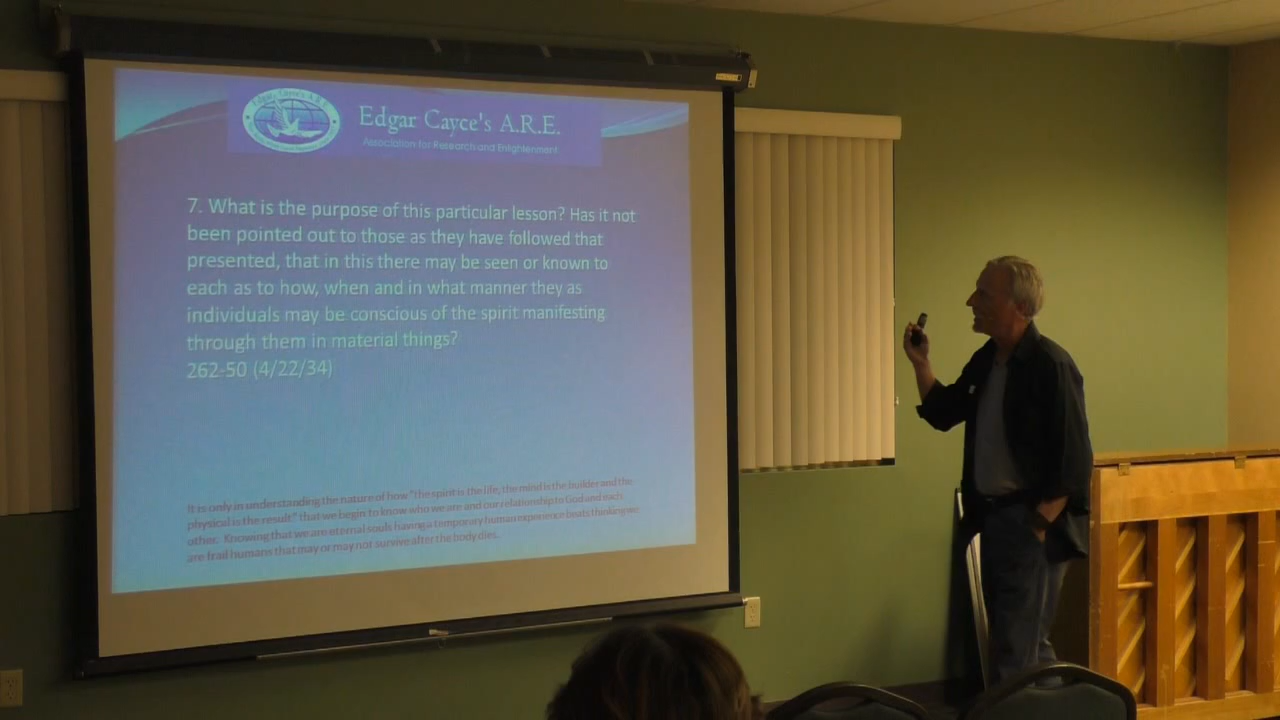 Edgar Cayce's A.R.E.
Edgar Cayce's A.R.E.
Association for Research and Enlightenment
7. What is the purpose of this particular lesson? Has it not
been pointed out to those as they have followed that
presented, that in this there may be seen or known to
each as to how, when and in what manner they as
individuals may be conscious of the spirit manifesting
through them in material things?
262-50 (4/22/34)
It is only in understanding the nature of how "the spirit is the life, the mind is the builder and the
physical is the result" that we begin to know who we are and our relationship to God and each
other. Knowing that we are eternal souls having a temporary human experience beats thinking we
are frail humans that may or may not survive after the body dies.